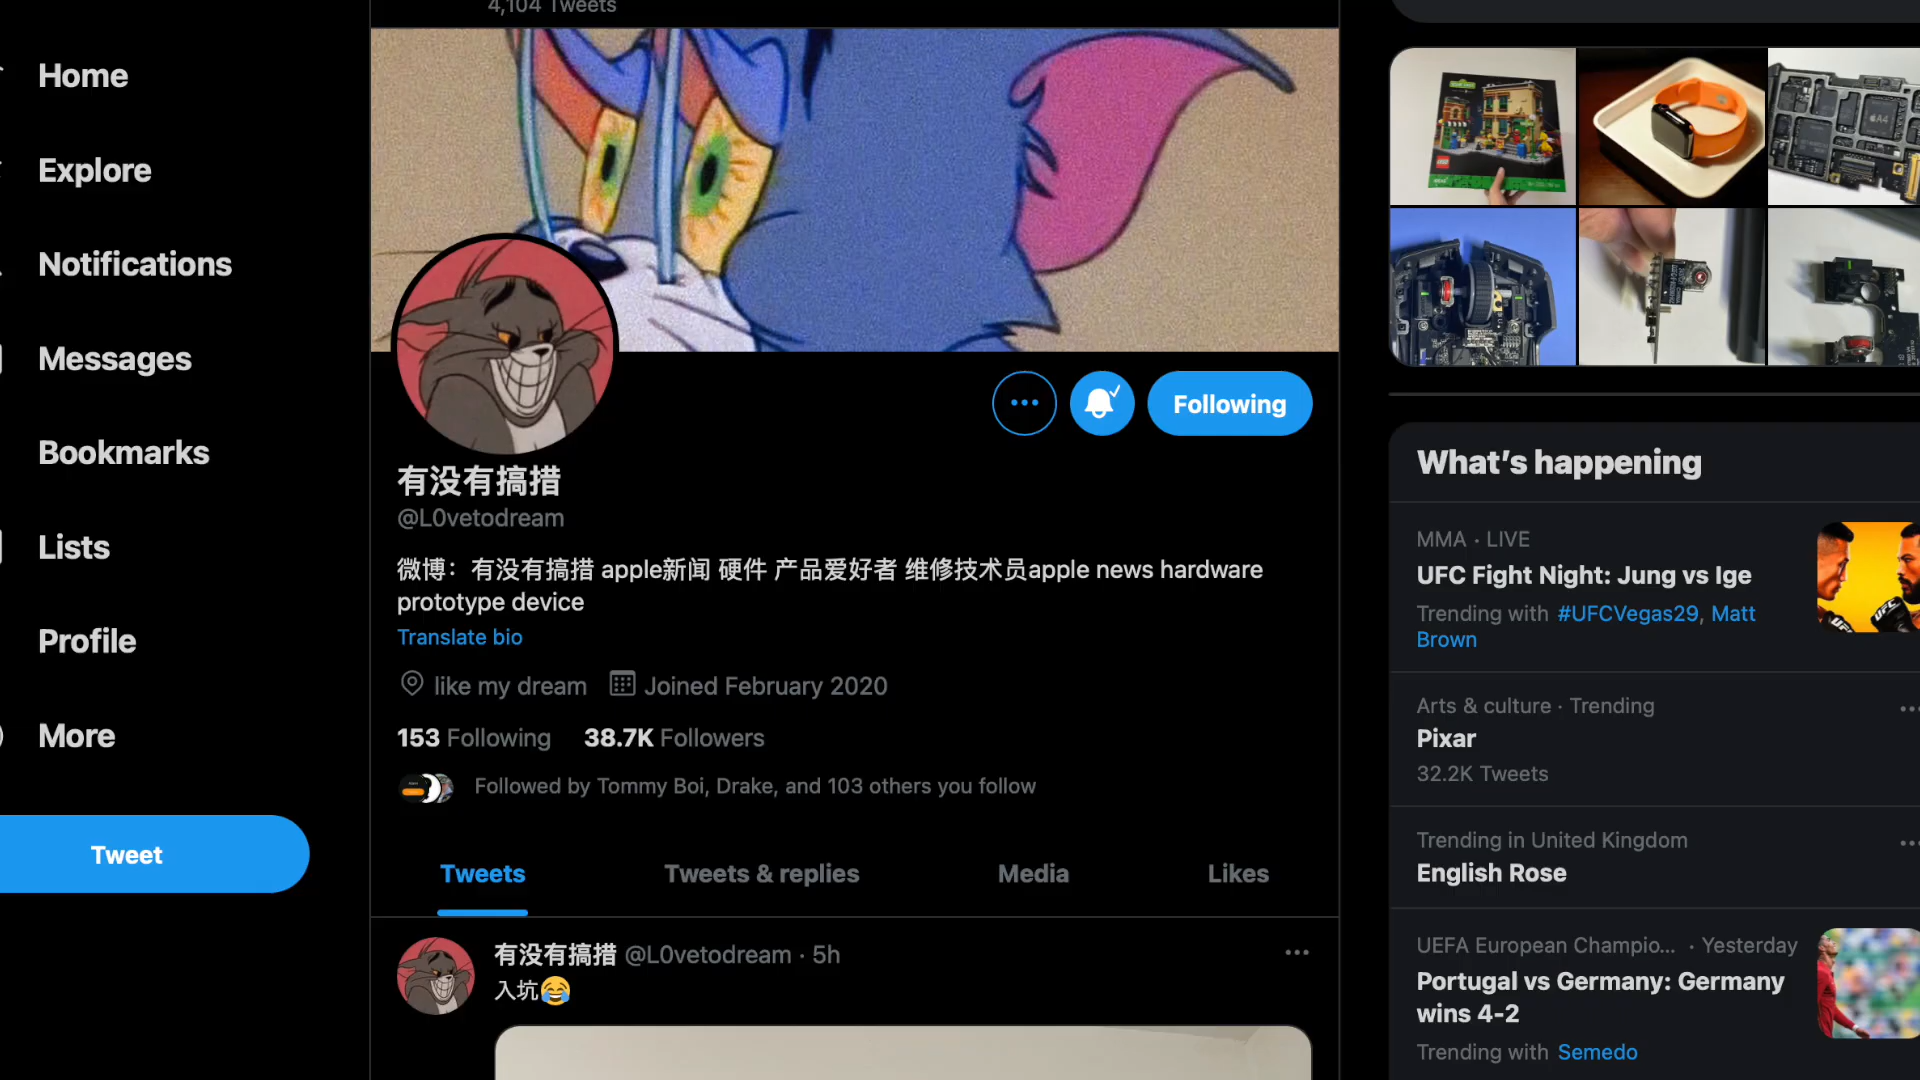 4,104 Tweets
Home
Explore
Notifications
Messages
Bookmarks
Lists
Profile
More
Tweet
Following
有没有搞措
@L0vetodream
微博：有没有搞措 apple新闻 硬件 产品爱好者 维修技术员apple news hardware
prototype device
Translate bio
like my dream Joined February 2020
153 Following 38.7K Followers
Followed by Tommy Boi, Drake, and 103 others you follow
Tweets Tweets & replies Media Likes
有没有搞措 @L0vetodream · 5h
入坑😂
A4
What's happening
MMA · LIVE
UFC Fight Night: Jung vs Ige
Trending with #UFCVegas29, Matt
Brown
UFC
Arts & culture · Trending
Pixar
32.2K Tweets
Trending in United Kingdom
English Rose
UEFA European Champio... · Yesterday
Portugal vs Germany: Germany
wins 4-2
Trending with Semedo